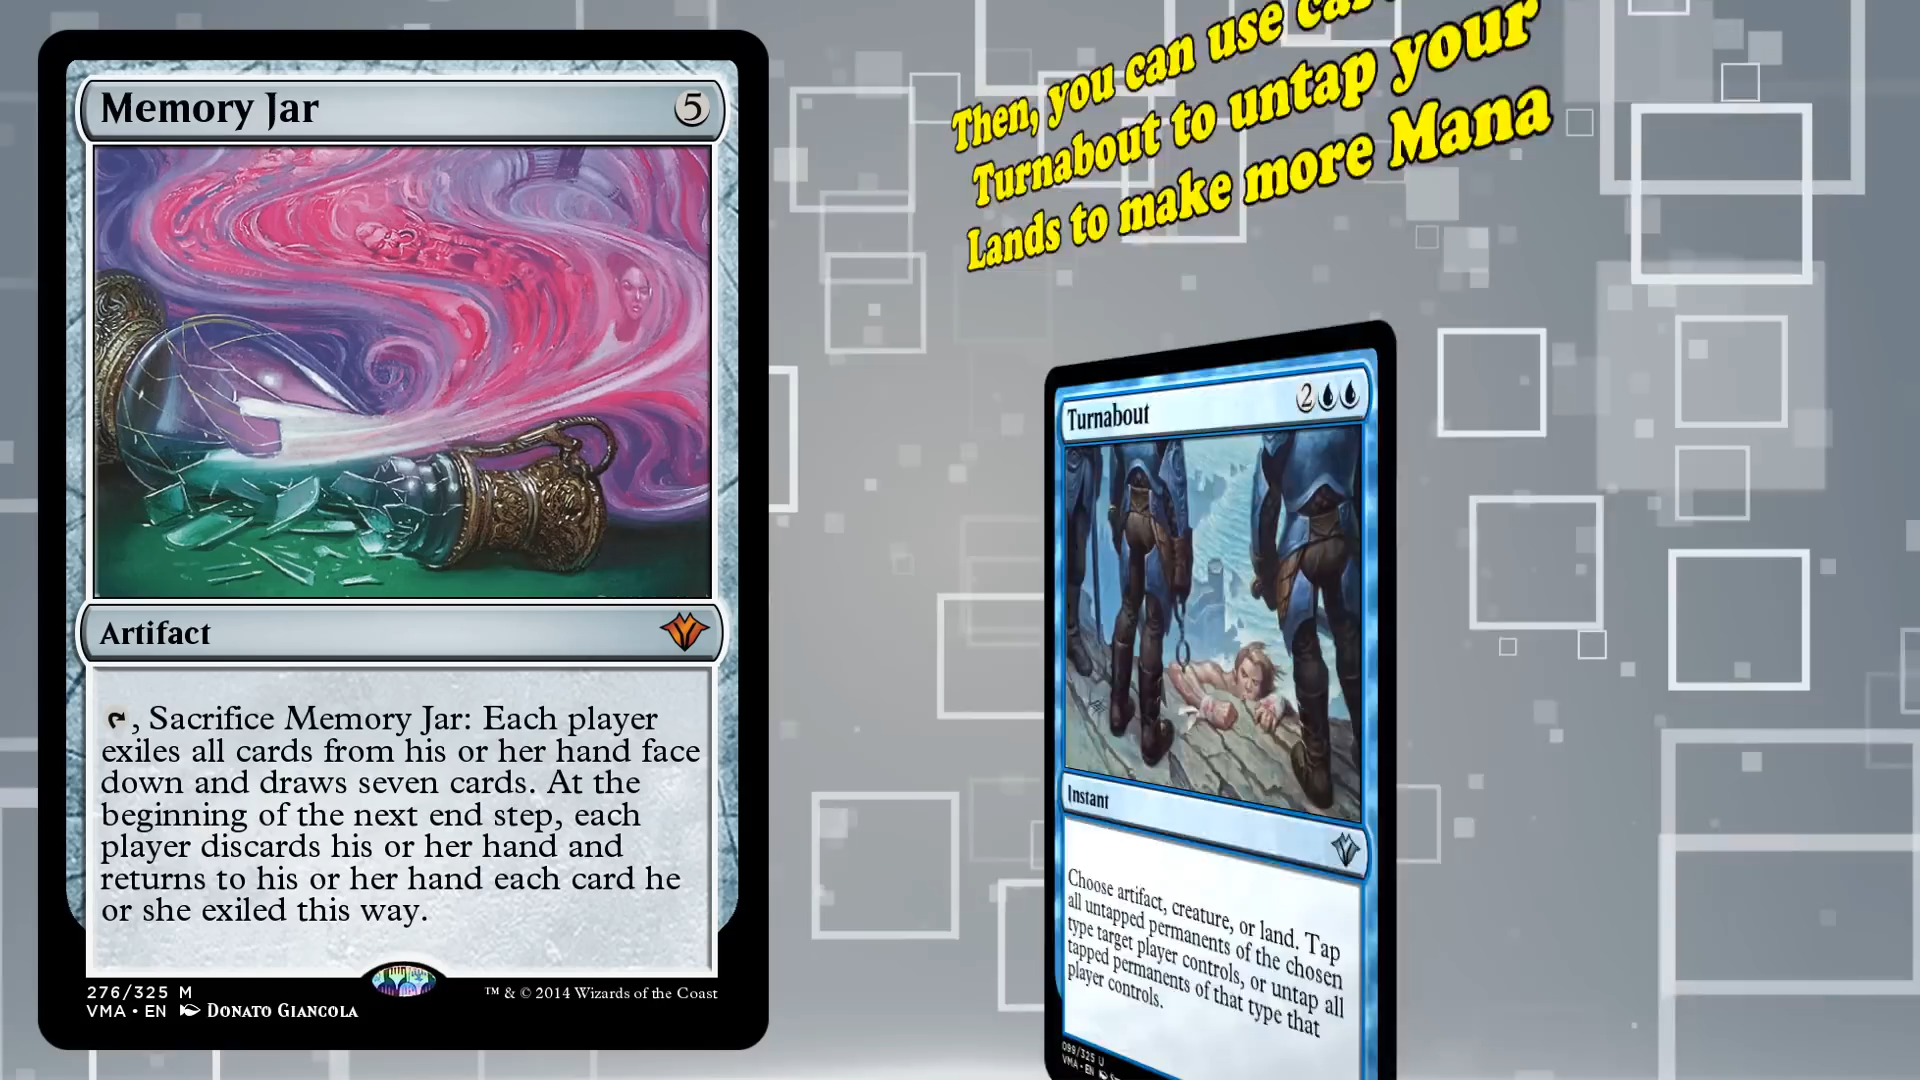 Memory Jar
5
Artifact
, Sacrifice Memory Jar: Each player
exiles all cards from his or her hand face
down and draws seven cards. At the
beginning of the next end step, each
player discards his or her hand and
returns to his or her hand each card he
or she exiled this way.
276/325 M
VMA • EN DONATO GIANCOLA
™ & © 2014 Wizards of the Coast
Then, you can use
Turnabout to untap your
Lands to make more Mana
Turnabout
2
Instant
Choose artifact, creature, or land. Tap
all untapped permanents of the chosen
type target player controls, or untap all
tapped permanents of that type that
player controls.
099/325 U
VMA • EN